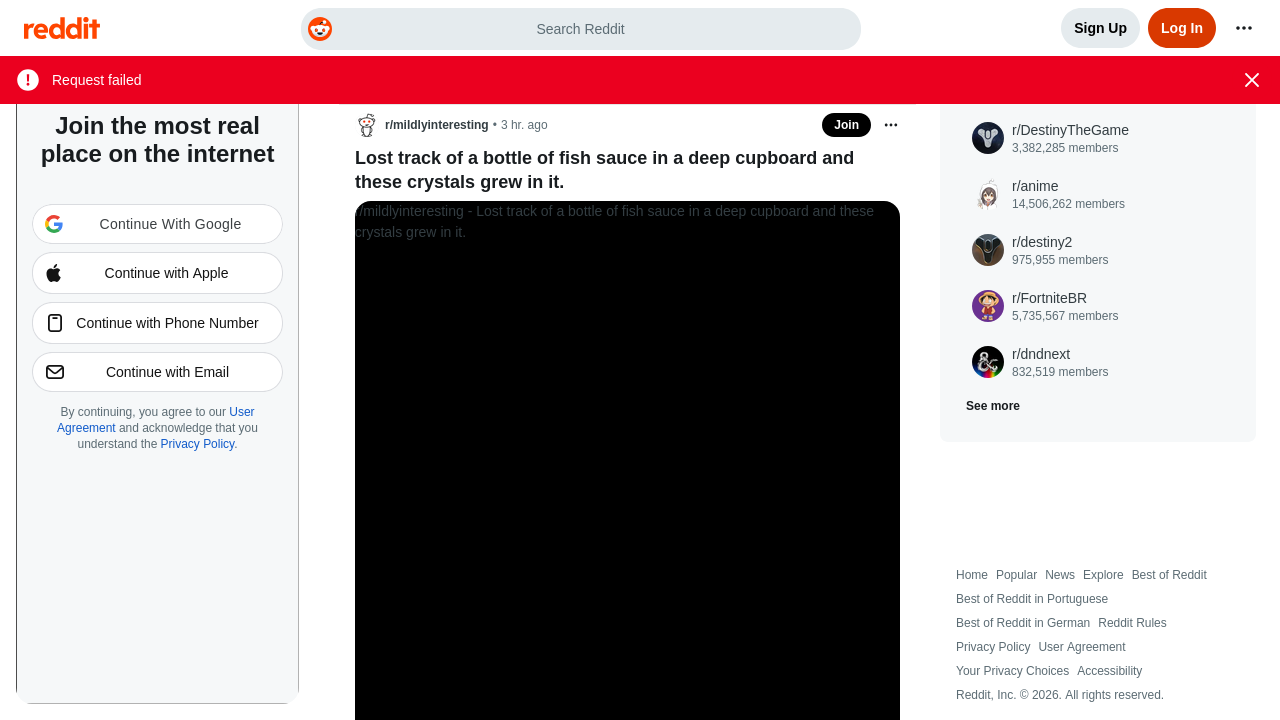 reddit
Search Reddit
Sign Up
Log In
Request failed
Join the most real
place on the internet
Continue With Google
Continue with Apple
Continue with Phone Number
Continue with Email
By continuing, you agree to our User
Agreement and acknowledge that you
understand the Privacy Policy.
r/mildlyinteresting • 3 hr. ago
Join
Lost track of a bottle of fish sauce in a deep cupboard and
these crystals grew in it.
r/mildlyinteresting - Lost track of a bottle of fish sauce in a deep cupboard and these
crystals grew in it.
r/DestinyTheGame
3,382,285 members
r/anime
14,506,262 members
r/destiny2
975,955 members
r/FortniteBR
5,735,567 members
r/dndnext
832,519 members
See more
Home Popular News Explore Best of Reddit
Best of Reddit in Portuguese
Best of Reddit in German Reddit Rules
Privacy Policy User Agreement
Your Privacy Choices Accessibility
Reddit, Inc. © 2026. All rights reserved.